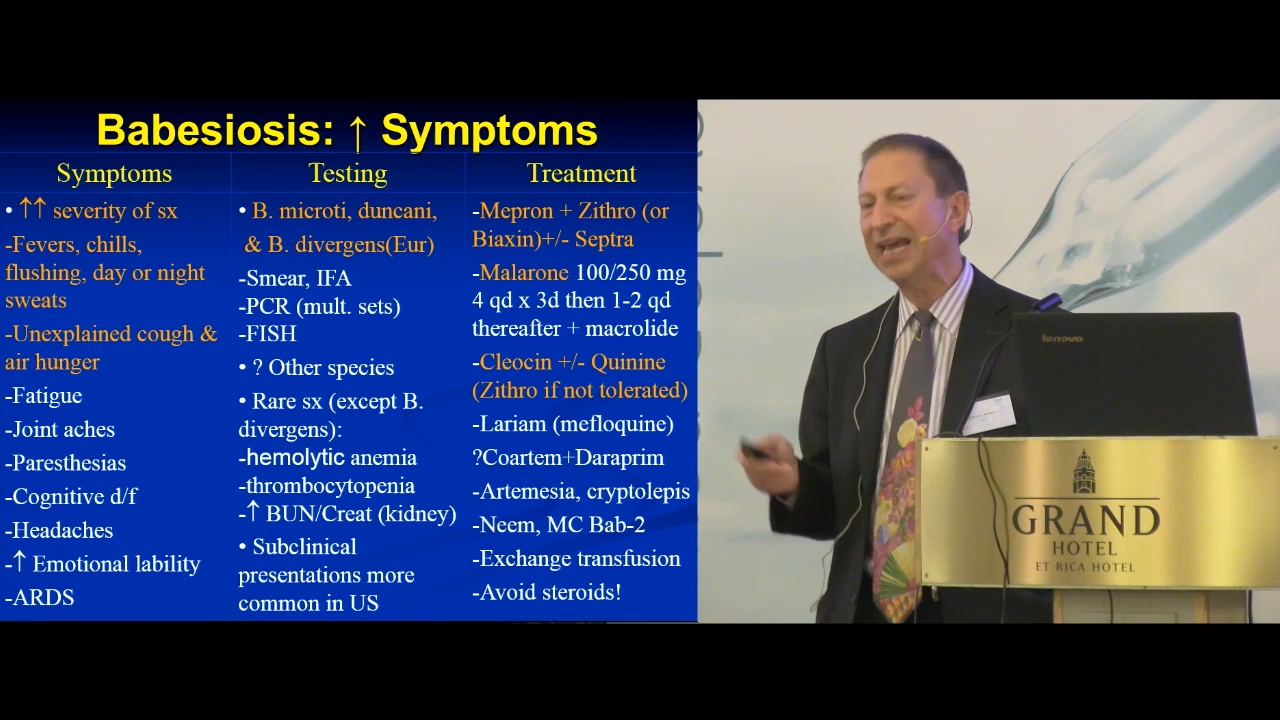 Babesiosis: ↑ Symptoms
Symptoms
• ↑↑ severity of sx
-Fevers, chills,
flushing, day or night
sweats
-Unexplained cough &
air hunger
-Fatigue
-Joint aches
-Paresthesias
-Cognitive d/f
-Headaches
-↑ Emotional lability
-ARDS
Testing
• B. microti, duncani,
& B. divergens(Eur)
-Smear, IFA
-PCR (mult. sets)
-FISH
• ? Other species
• Rare sx (except B.
divergens):
-hemolytic anemia
-thrombocytopenia
-↑ BUN/Creat (kidney)
• Subclinical
presentations more
common in US
Treatment
-Mepron + Zithro (or
Biaxin)+/- Septra
-Malarone 100/250 mg
4 qd x 3d then 1-2 qd
thereafter + macrolide
-Cleocin +/- Quinine
(Zithro if not tolerated)
-Lariam (mefloquine)
?Coartem+Daraprim
-Artemesia, cryptolepis
-Neem, MC Bab-2
-Exchange transfusion
-Avoid steroids!
lenovo
GRAND
HOTEL
ET RICA HOTEL